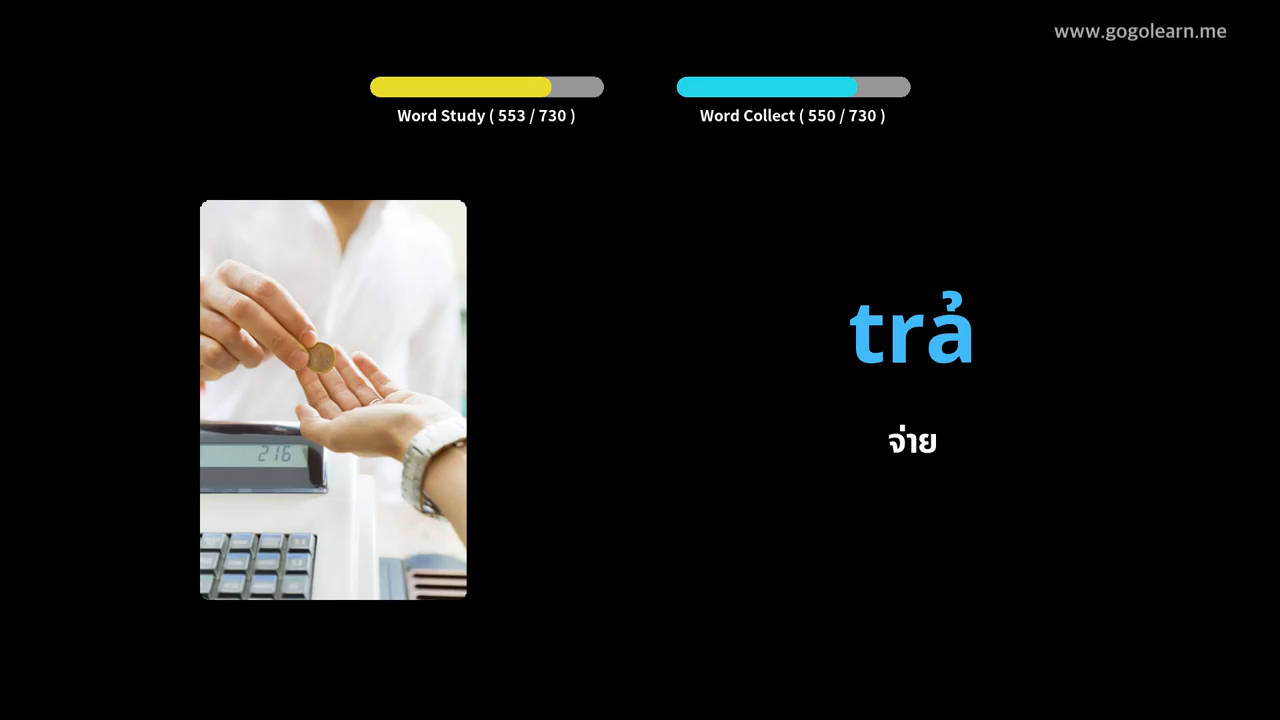 www.gogolearn.me
Word Study ( 553 / 730 )
Word Collect ( 550 / 730 )
trả
จ่าย
216